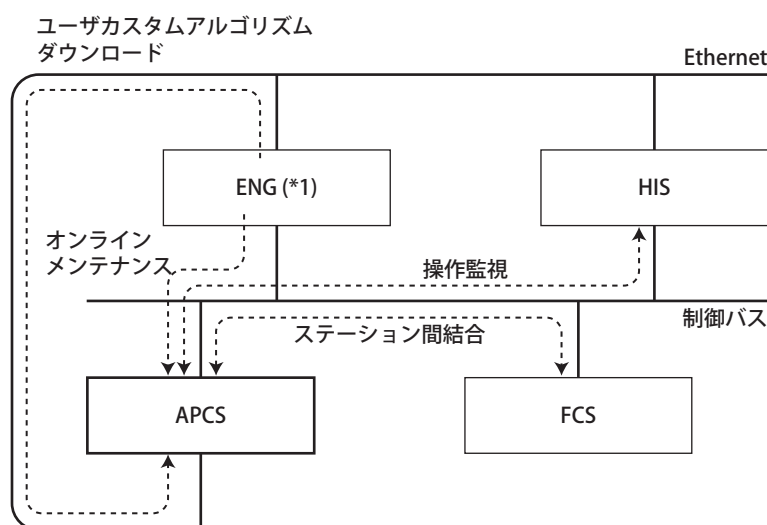 ユーザカスタムアルゴリズム
ダウンロード
Ethernet
ENG (*1)
HIS
オンライン
メンテナンス
操作監視
制御バス
ステーション間結合
APCS
FCS